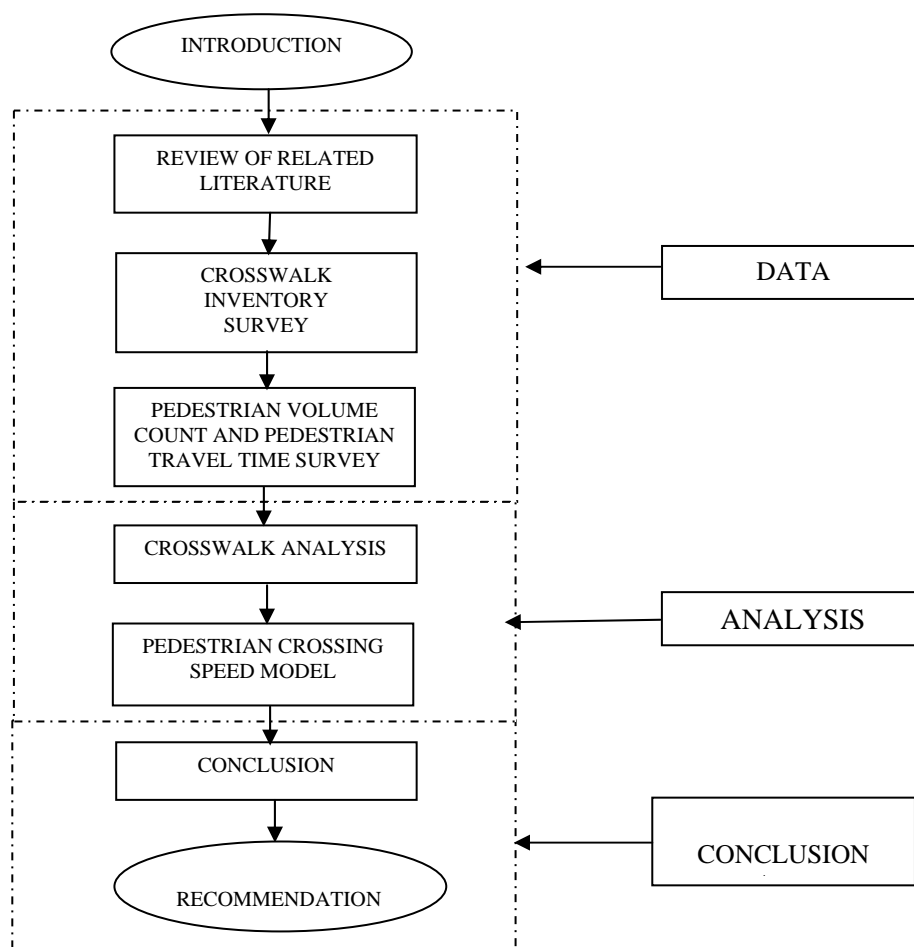 INTRODUCTION
REVIEW OF RELATED
LITERATURE
CROSSWALK
INVENTORY
SURVEY
DATA
PEDESTRIAN VOLUME
COUNT AND PEDESTRIAN
TRAVEL TIME SURVEY
CROSSWALK ANALYSIS
ANALYSIS
PEDESTRIAN CROSSING
SPEED MODEL
CONCLUSION
CONCLUSION
RECOMMENDATION